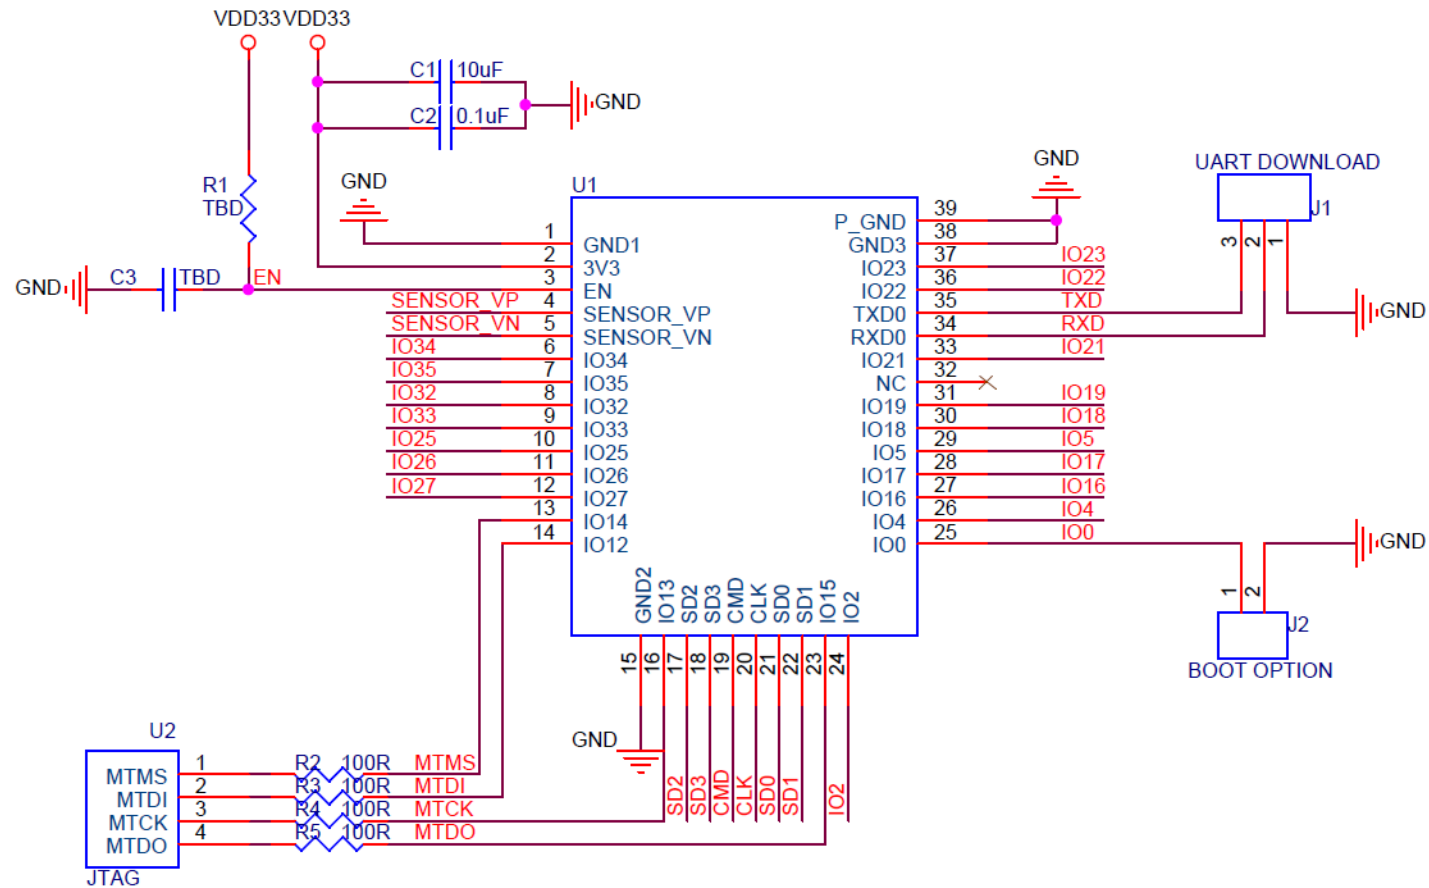 VDD33 VDD33
C1 10uF
GND
C2 0.1uF
R1
TBD
GND
U1
GND
UART DOWNLOAD
J1
3 2 1
GND C3 TBD EN
1 GND1
2 3V3
3 EN
SENSOR_VP 4 SENSOR_VP
SENSOR_VN 5 SENSOR_VN
IO34 6 IO34
IO35 7 IO35
IO32 8 IO32
IO33 9 IO33
IO25 10 IO25
IO26 11 IO26
IO27 12 IO27
13 IO14
14 IO12
P_GND 39
GND3 38
IO23 37 IO23
IO22 36 IO22
TXD0 35 TXD
RXD0 34 RXD
IO21 33 IO21
NC 32
IO19 31 IO19
IO18 30 IO18
IO5 29 IO5
IO17 28 IO17
IO16 27 IO16
IO4 26 IO4
IO0 25 IO0
GND
GND
1 2
J2
BOOT OPTION
GND2 IO13 SD2 SD3 CMD CLK SD0 SD1 IO15 IO2
15 16 17 18 19 20 21 22 23 24
GND
SD2 SD3 CMD CLK SD0 SD1 IO2
U2
MTMS 1 R2 100R MTMS
MTDI 2 R3 100R MTDI
MTCK 3 R4 100R MTCK
MTDO 4 R5 100R MTDO
JTAG